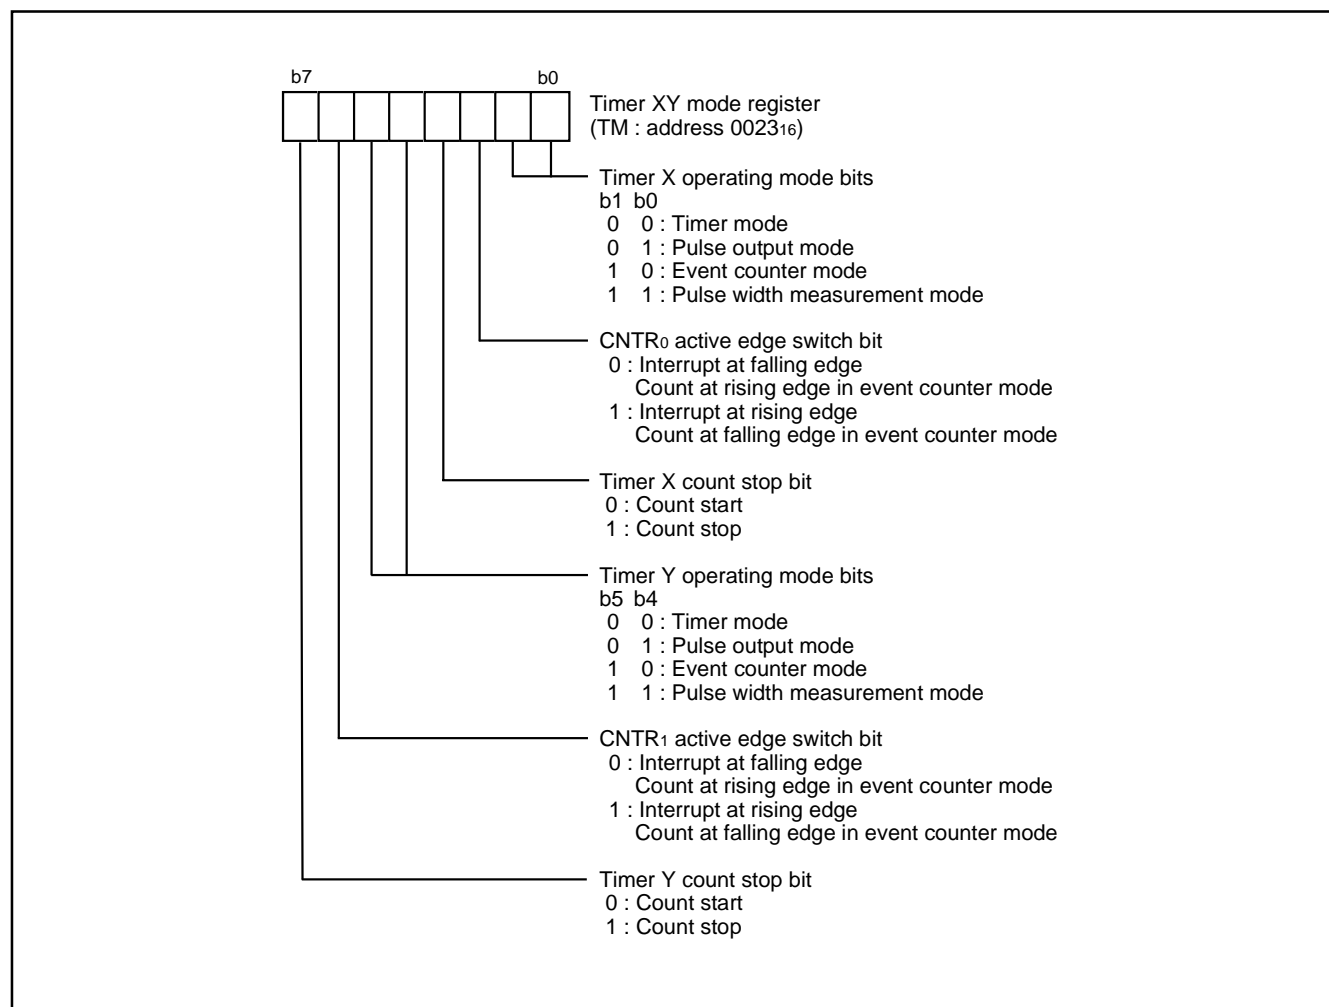 b7 b0
Timer XY mode register
(TM : address 0023₁₆)
Timer X operating mode bits
b1 b0
0 0 : Timer mode
0 1 : Pulse output mode
1 0 : Event counter mode
1 1 : Pulse width measurement mode
CNTR₀ active edge switch bit
0 : Interrupt at falling edge
Count at rising edge in event counter mode
1 : Interrupt at rising edge
Count at falling edge in event counter mode
Timer X count stop bit
0 : Count start
1 : Count stop
Timer Y operating mode bits
b5 b4
0 0 : Timer mode
0 1 : Pulse output mode
1 0 : Event counter mode
1 1 : Pulse width measurement mode
CNTR₁ active edge switch bit
0 : Interrupt at falling edge
Count at rising edge in event counter mode
1 : Interrupt at rising edge
Count at falling edge in event counter mode
Timer Y count stop bit
0 : Count start
1 : Count stop